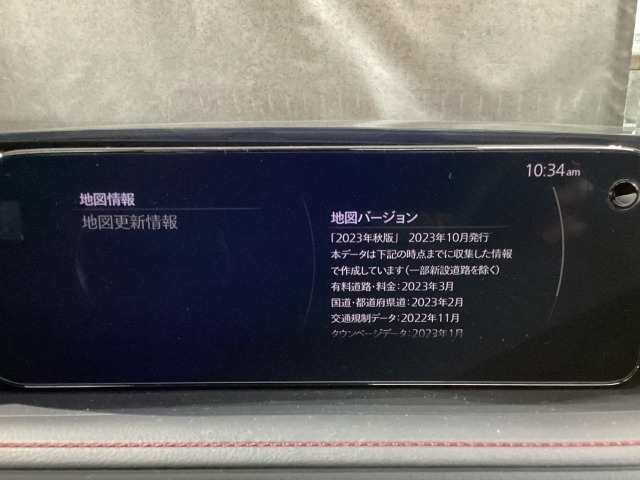 10:34am
地図情報
地図更新情報
地図バージョン
「2023年秋版」 2023年10月発行
本データは下記の時点までに収集した情報
で作成しています(一部新設道路を除く)
有料道路・料金:2023年3月
国道・都道府県道:2023年2月
交通規制データ:2022年11月
タウンページデータ:2023年1月